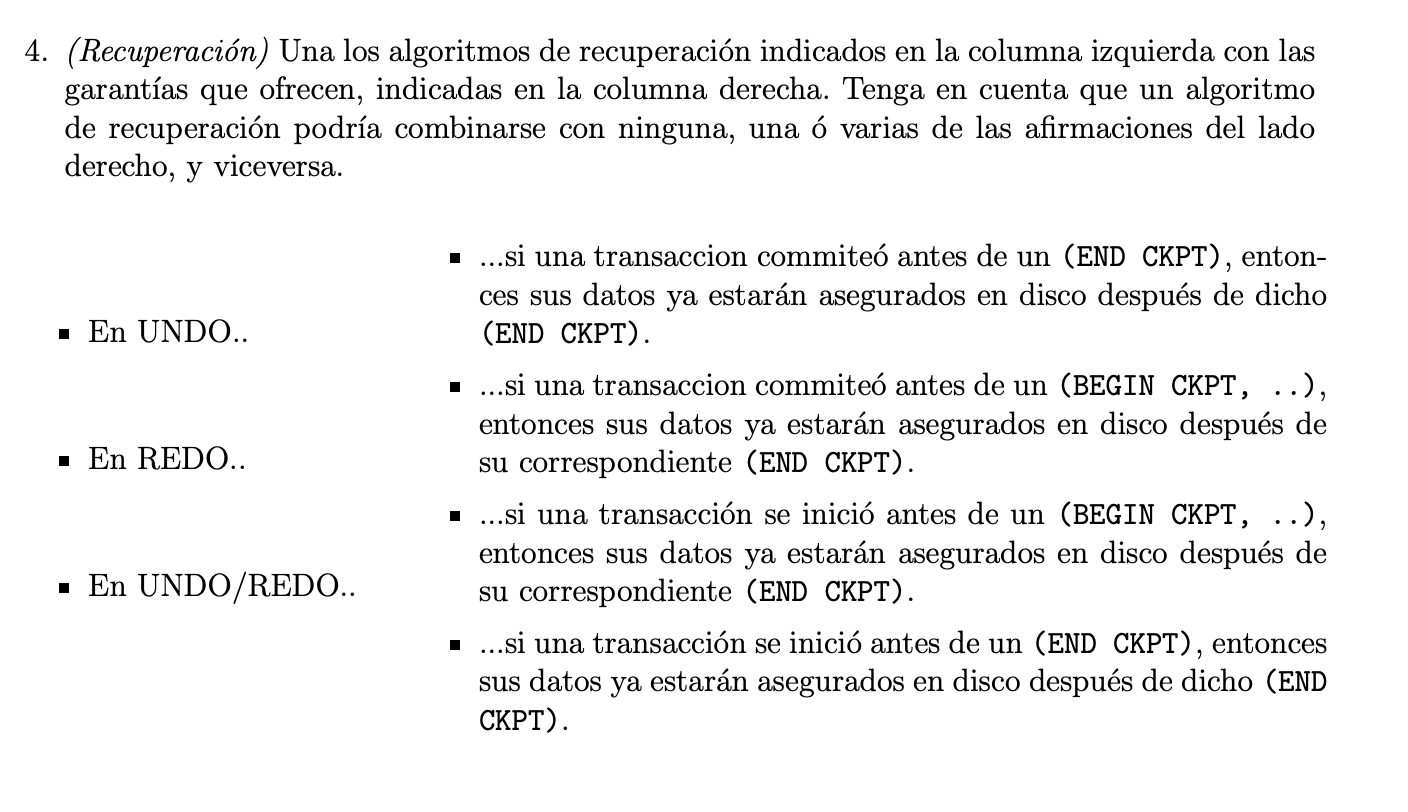 4. (Recuperación) Una los algoritmos de recuperación indicados en la columna izquierda con las
garantías que ofrecen, indicadas en la columna derecha. Tenga en cuenta que un algoritmo
de recuperación podría combinarse con ninguna, una ó varias de las afirmaciones del lado
derecho, y viceversa.
▪ En UNDO..
▪ En REDO..
▪ En UNDO/REDO..
▪ ...si una transaccion commiteó antes de un (END CKPT), enton-
ces sus datos ya estarán asegurados en disco después de dicho
(END CKPT).
▪ ...si una transaccion commiteó antes de un (BEGIN CKPT, ..),
entonces sus datos ya estarán asegurados en disco después de
su correspondiente (END CKPT).
▪ ...si una transacción se inició antes de un (BEGIN CKPT, ..),
entonces sus datos ya estarán asegurados en disco después de
su correspondiente (END CKPT).
▪ ...si una transacción se inició antes de un (END CKPT), entonces
sus datos ya estarán asegurados en disco después de dicho (END
CKPT).